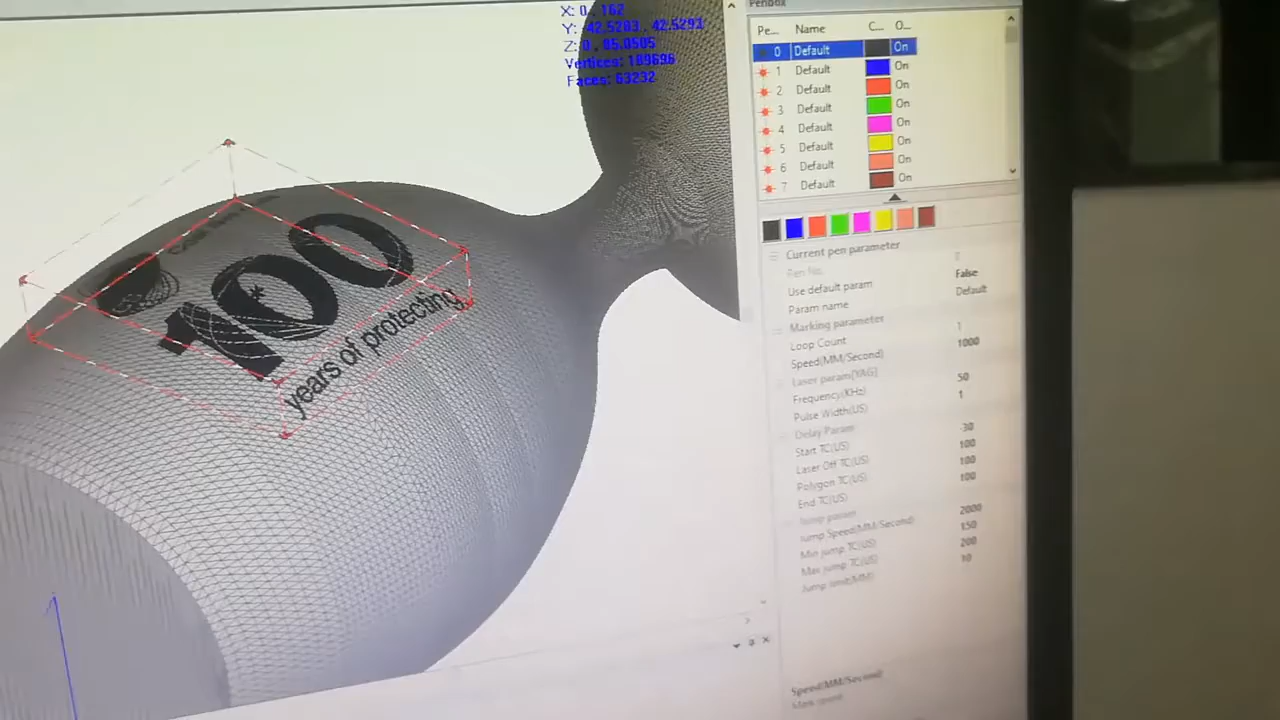 X: 0 , 162
Y: -42.5283 , 42.5291
Z: 0 , 85.0505
Vertices: 189696
Faces: 63232
100
years of protecting
Penbox
Pe... Name C... O...
0 Default On
1 Default On
2 Default On
3 Default On
4 Default On
5 Default On
6 Default On
7 Default On
Current pen parameter
Pen No.
Use default param False
Param name Default
Marking parameter
Loop Count 1
Speed(MM/Second) 1000
Laser param[YAG]
Frequency(KHz) 50
Pulse Width(US) 1
Delay Param
Start TC(US) -30
Laser Off TC(US) 100
Polygon TC(US) 100
End TC(US) 100
Jump param
Jump Speed(MM/Second) 2000
Min jump TC(US) 150
Max jump TC(US) 200
Jump limit(MM) 10
Speed(MM/Second)
Mark speed